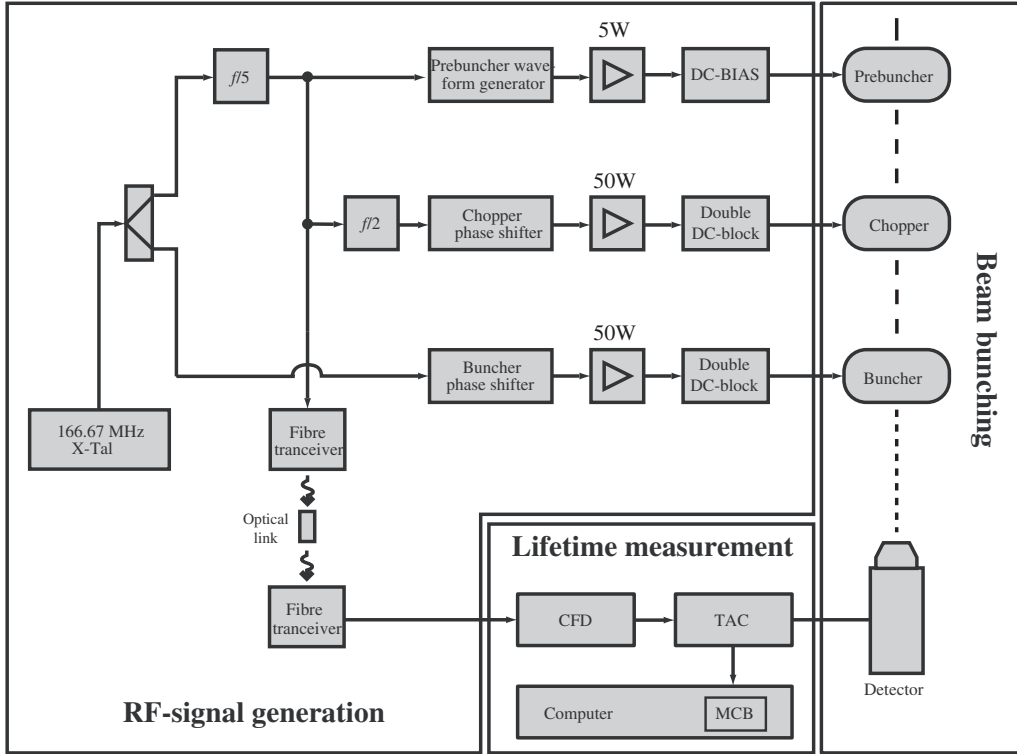 5W
f/5
Prebuncher wave-
form generator
DC-BIAS
Prebuncher
50W
f/2
Chopper
phase shifter
Double
DC-block
Chopper
50W
Buncher
phase shifter
Double
DC-block
Buncher
Beam bunching
166.67 MHz
X-Tal
Fibre
tranceiver
Optical
link
Fibre
tranceiver
Lifetime measurement
CFD
TAC
Computer
MCB
Detector
RF-signal generation